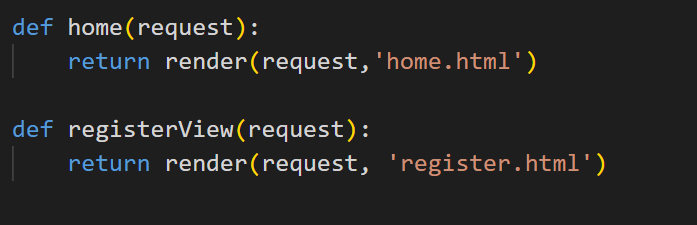 def home(request):
    return render(request,'home.html')
def registerView(request):
    return render(request, 'register.html')